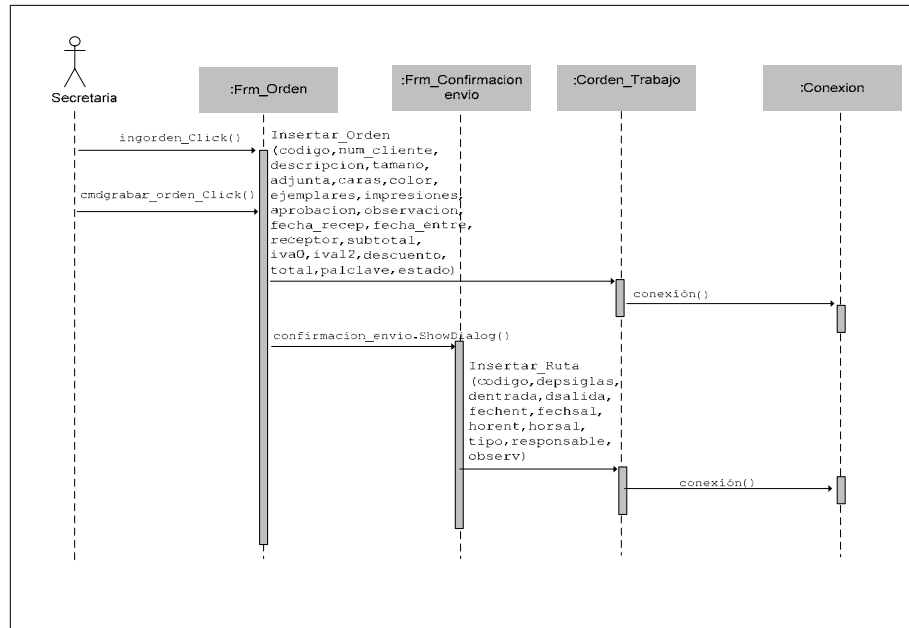 Secretaria
:Frm_Orden
:Frm_Confirmacion
envio
:Corden_Trabajo
:Conexion
ingorden_Click()
Insertar_Orden
(codigo,num_cliente,
descripcion,tamano,
adjunta,caras,color,
ejemplares,impresiones,
aprobacion,observacion,
fecha_recep,fecha_entre,
receptor,subtotal,
iva0,iva12,descuento,
total,palclave,estado)
cmdgrabar_orden_Click()
conexión()
confirmacion_envio.ShowDialog()
Insertar_Ruta
(codigo,depsiglas,
dentrada,dsalida,
fechent,fechsal,
horent,horsal,
tipo,responsable,
observ)
conexión()